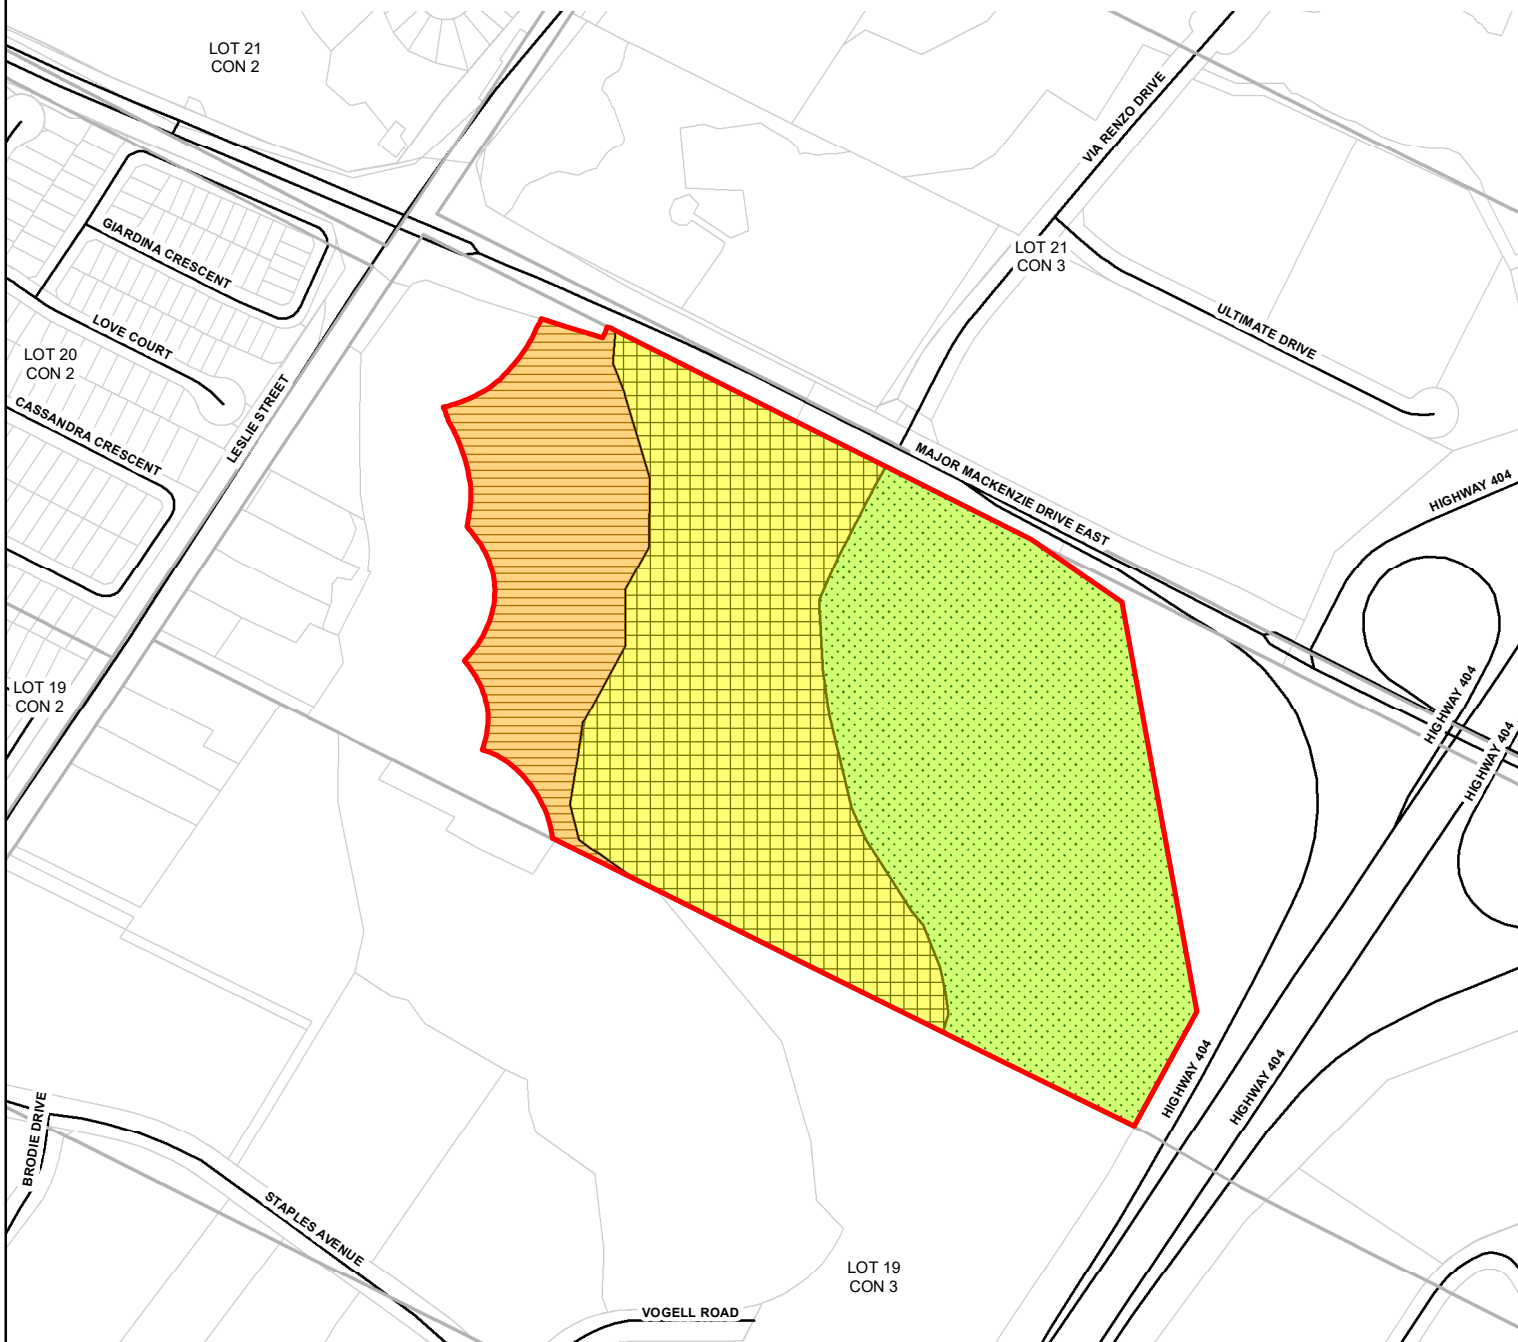 LOT 21
CON 2
VIA RENZO DRIVE
GIARDINA CRESCENT
LOT 21
CON 3
LOVE COURT
ULTIMATE DRIVE
LOT 20
CON 2
CASSANDRA CRESCENT
LESLIE STREET
MAJOR MACKENZIE DRIVE EAST
HIGHWAY 404
LOT 19
CON 2
HIGHWAY 404
HIGHWAY 404
HIGHWAY 404
HIGHWAY 404
BRODIE DRIVE
STAPLES AVENUE
LOT 19
CON 3
VOGELL ROAD